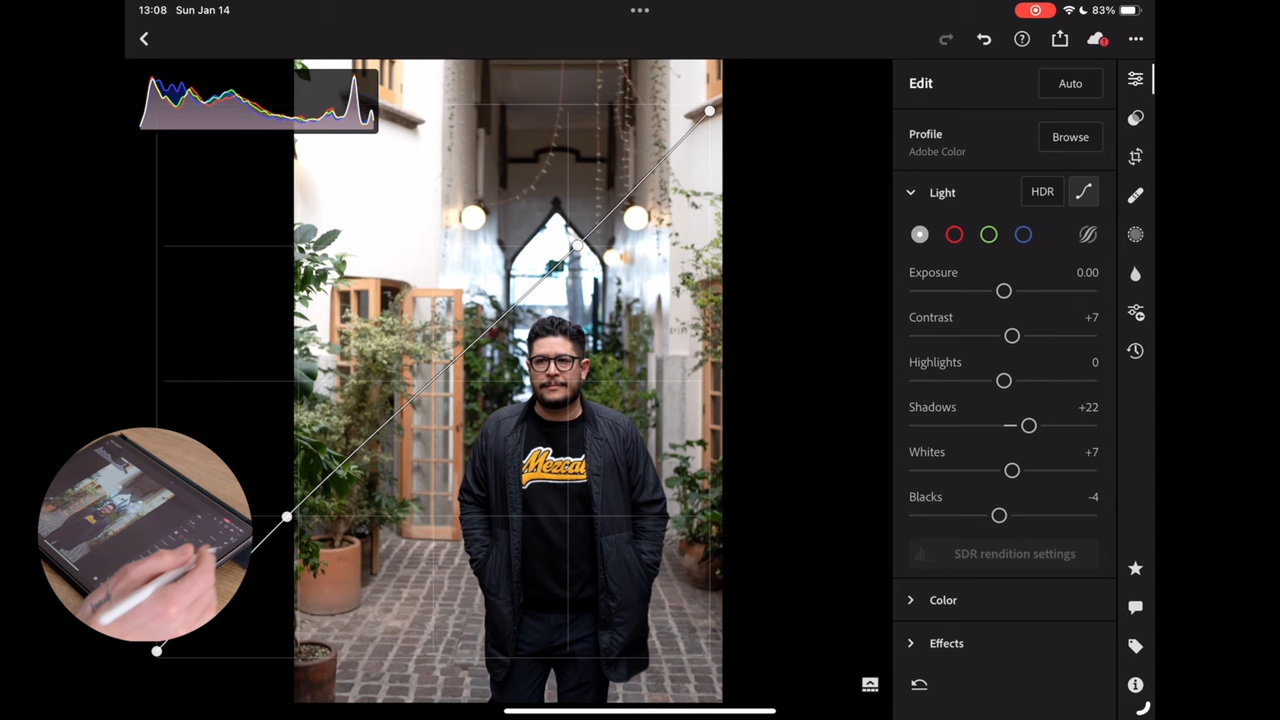 13:08 Sun Jan 14
83%
Edit
Auto
Profile
Adobe Color
Browse
Light
HDR
Exposure
0.00
Contrast
+7
Highlights
0
Shadows
+22
Whites
+7
Blacks
-4
SDR rendition settings
Color
Effects
Mezcal